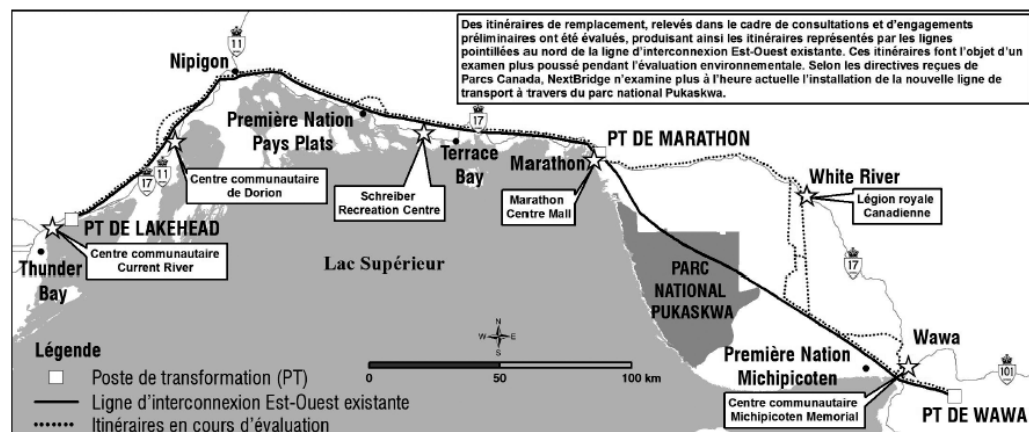 Des itinéraires de remplacement, relevés dans le cadre de consultations et d'engagements
préliminaires ont été évalués, produisant ainsi les itinéraires représentés par les lignes
pointillées au nord de la ligne d'interconnexion Est-Ouest existante. Ces itinéraires font l'objet d'un
examen plus poussé pendant l'évaluation environnementale. Selon les directives reçues de
Parcs Canada, NextBridge n'examine plus à l'heure actuelle l'installation de la nouvelle ligne de
transport à travers du parc national Pukaskwa.
11
Nipigon
17
Première Nation
Pays Plats
PT DE MARATHON
Terrace
Bay
Marathon
White River
Centre communautaire
de Dorion
Schreiber
Recreation Centre
Marathon
Centre Mall
Légion royale
Canadienne
17
11
PT DE LAKEHEAD
Centre communautaire
Current River
Thunder
Bay
Lac Supérieur
PARC
NATIONAL
PUKASKWA
17
N
W
E
S
Wawa
Première Nation
Michipicoten
101
Centre communautaire
Michipicoten Memorial
PT DE WAWA
0
50
100 km
Légende
Poste de transformation (PT)
Ligne d'interconnexion Est-Ouest existante
Itinéraires en cours d'évaluation